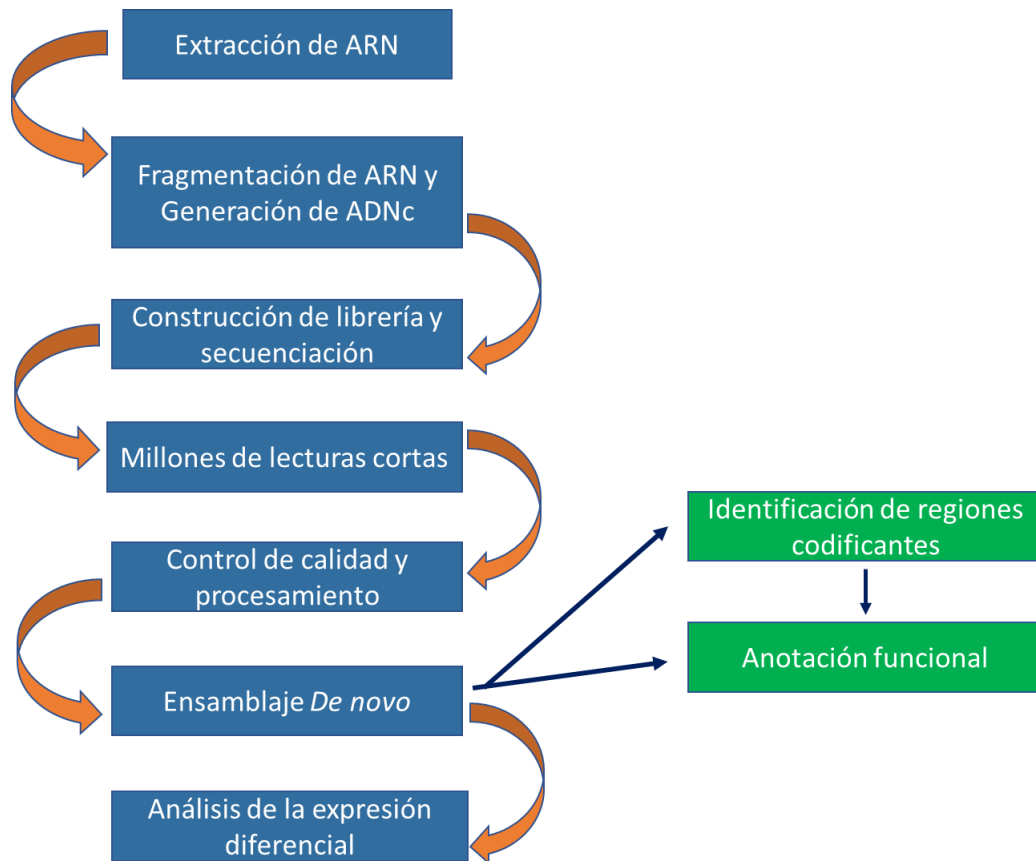 Extracción de ARN
Fragmentación de ARN y
Generación de ADNc
Construcción de librería y
secuenciación
Millones de lecturas cortas
Control de calidad y
procesamiento
Ensamblaje De novo
Análisis de la expresión
diferencial
Identificación de regiones
codificantes
Anotación funcional